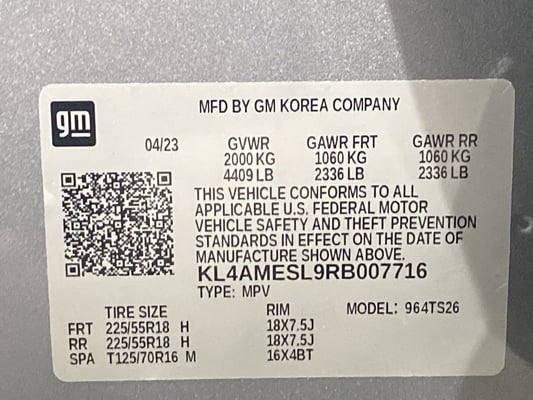 gm
MFD BY GM KOREA COMPANY
04/23 GVWR GAWR FRT GAWR RR
2000 KG 1060 KG 1060 KG
4409 LB 2336 LB 2336 LB
THIS VEHICLE CONFORMS TO ALL
APPLICABLE U.S. FEDERAL MOTOR
VEHICLE SAFETY AND THEFT PREVENTION
STANDARDS IN EFFECT ON THE DATE OF
MANUFACTURE SHOWN ABOVE.
KL4AMESL9RB007716
TYPE: MPV
TIRE SIZE RIM MODEL: 964TS26
FRT 225/55R18 H 18X7.5J
RR 225/55R18 H 18X7.5J
SPA T125/70R16 M 16X4BT